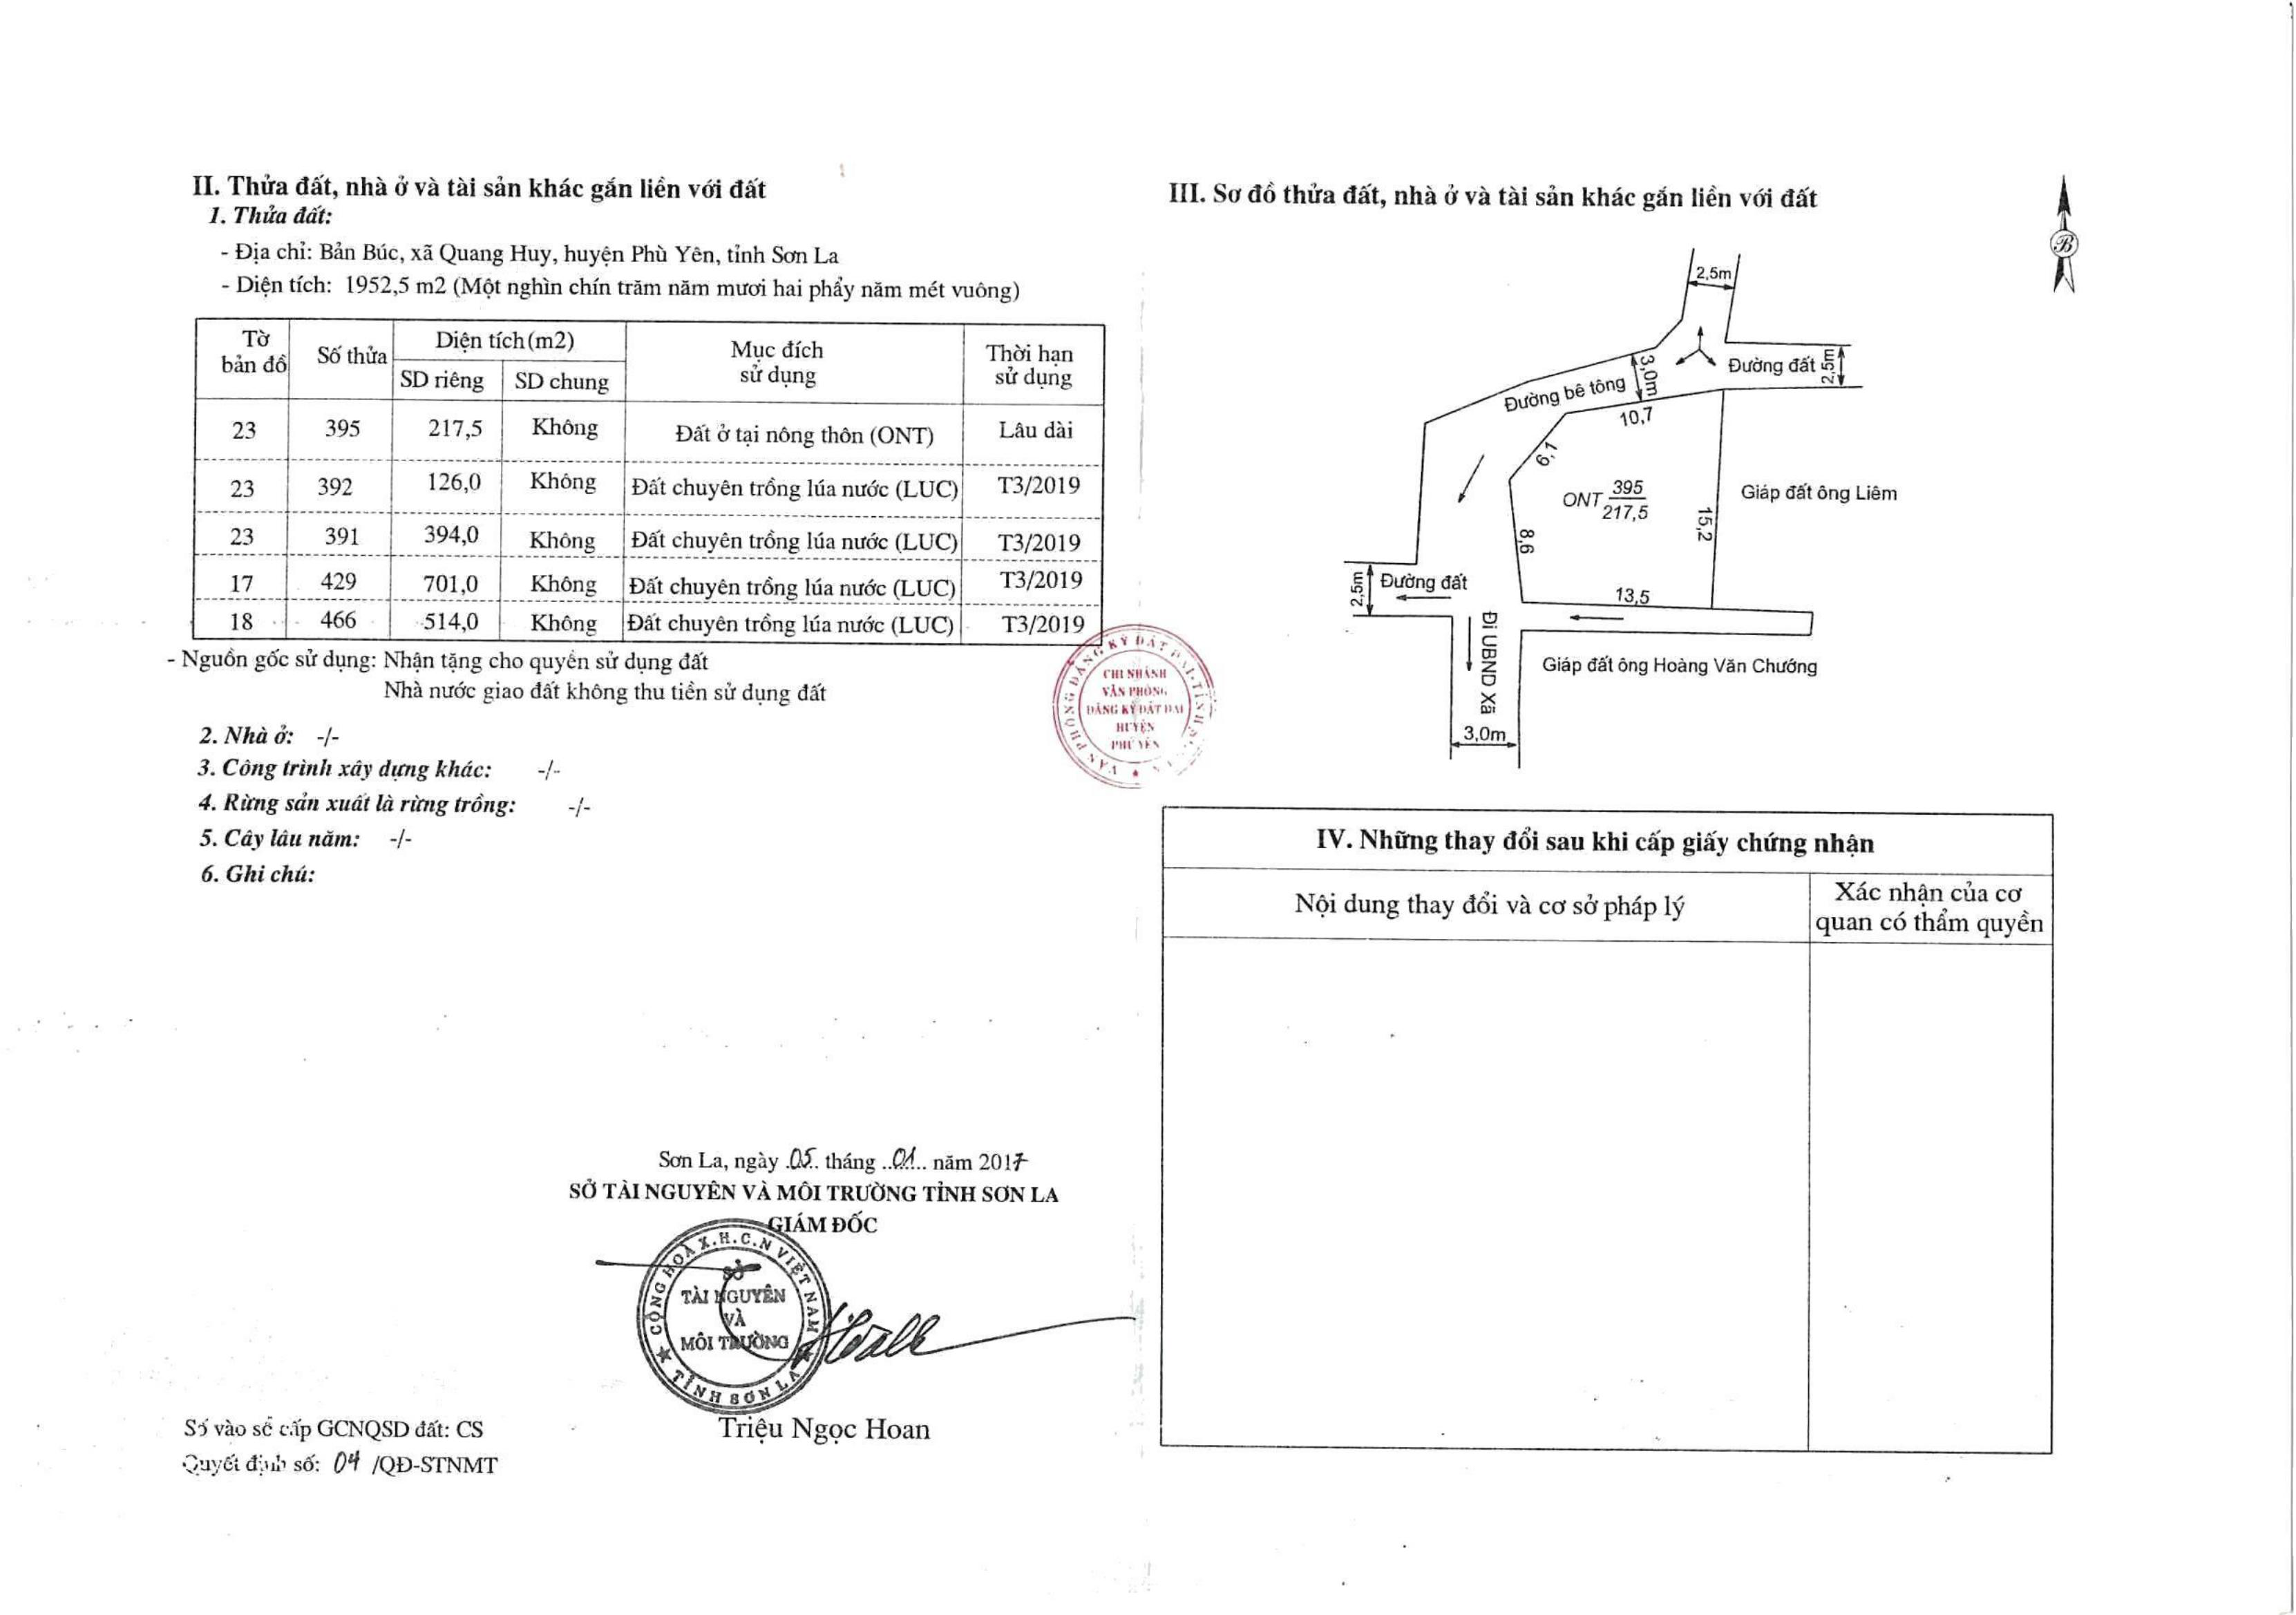 II. Thửa đất, nhà ở và tài sản khác gắn liền với đất
1. Thửa đất:
- Địa chỉ: Bản Búc, xã Quang Huy, huyện Phù Yên, tỉnh Sơn La
- Diện tích: 1952,5 m2 (Một nghìn chín trăm năm mươi hai phẩy năm mét vuông)
Tờ bản đồ Số thửa Diện tích(m2) Mục đích sử dụng Thời hạn sử dụng
SD riêng SD chung
23 395 217,5 Không Đất ở tại nông thôn (ONT) Lâu dài
23 392 126,0 Không Đất chuyên trồng lúa nước (LUC) T3/2019
23 391 394,0 Không Đất chuyên trồng lúa nước (LUC) T3/2019
17 429 701,0 Không Đất chuyên trồng lúa nước (LUC) T3/2019
18 466 514,0 Không Đất chuyên trồng lúa nước (LUC) T3/2019
- Nguồn gốc sử dụng: Nhận tặng cho quyền sử dụng đất
Nhà nước giao đất không thu tiền sử dụng đất
2. Nhà ở: -/-
3. Công trình xây dựng khác: -/-
4. Rừng sản xuất là rừng trồng: -/-
5. Cây lâu năm: -/-
6. Ghi chú:
VĂN PHÒNG ĐĂNG KÝ ĐẤT ĐAI
CHI NHÁNH
VĂN PHÒNG
ĐĂNG KÝ ĐẤT ĐAI
HUYỆN
PHÙ YÊN
Sơn La, ngày 05 tháng 01 năm 2017
SỞ TÀI NGUYÊN VÀ MÔI TRƯỜNG TỈNH SƠN LA
GIÁM ĐỐC
CỘNG HOÀ X.H.C.N VIỆT NAM
SỞ
TÀI NGUYÊN
VÀ
MÔI TRƯỜNG
TỈNH SƠN LA
Triệu Ngọc Hoan
Số vào sổ cấp GCNQSD đất: CS
Quyết định số: 04 /QĐ-STNMT
III. Sơ đồ thửa đất, nhà ở và tài sản khác gắn liền với đất
B
2,5m
Đường đất
2,5m
3,0m
Đường bê tông
10,7
6,1
ONT 395
217,5
15,2
Giáp đất ông Liêm
8,6
13,5
2,5m
Đường đất
Đi UBND Xã
Giáp đất ông Hoàng Văn Chướng
3,0m
IV. Những thay đổi sau khi cấp giấy chứng nhận
Nội dung thay đổi và cơ sở pháp lý
Xác nhận của cơ
quan có thẩm quyền